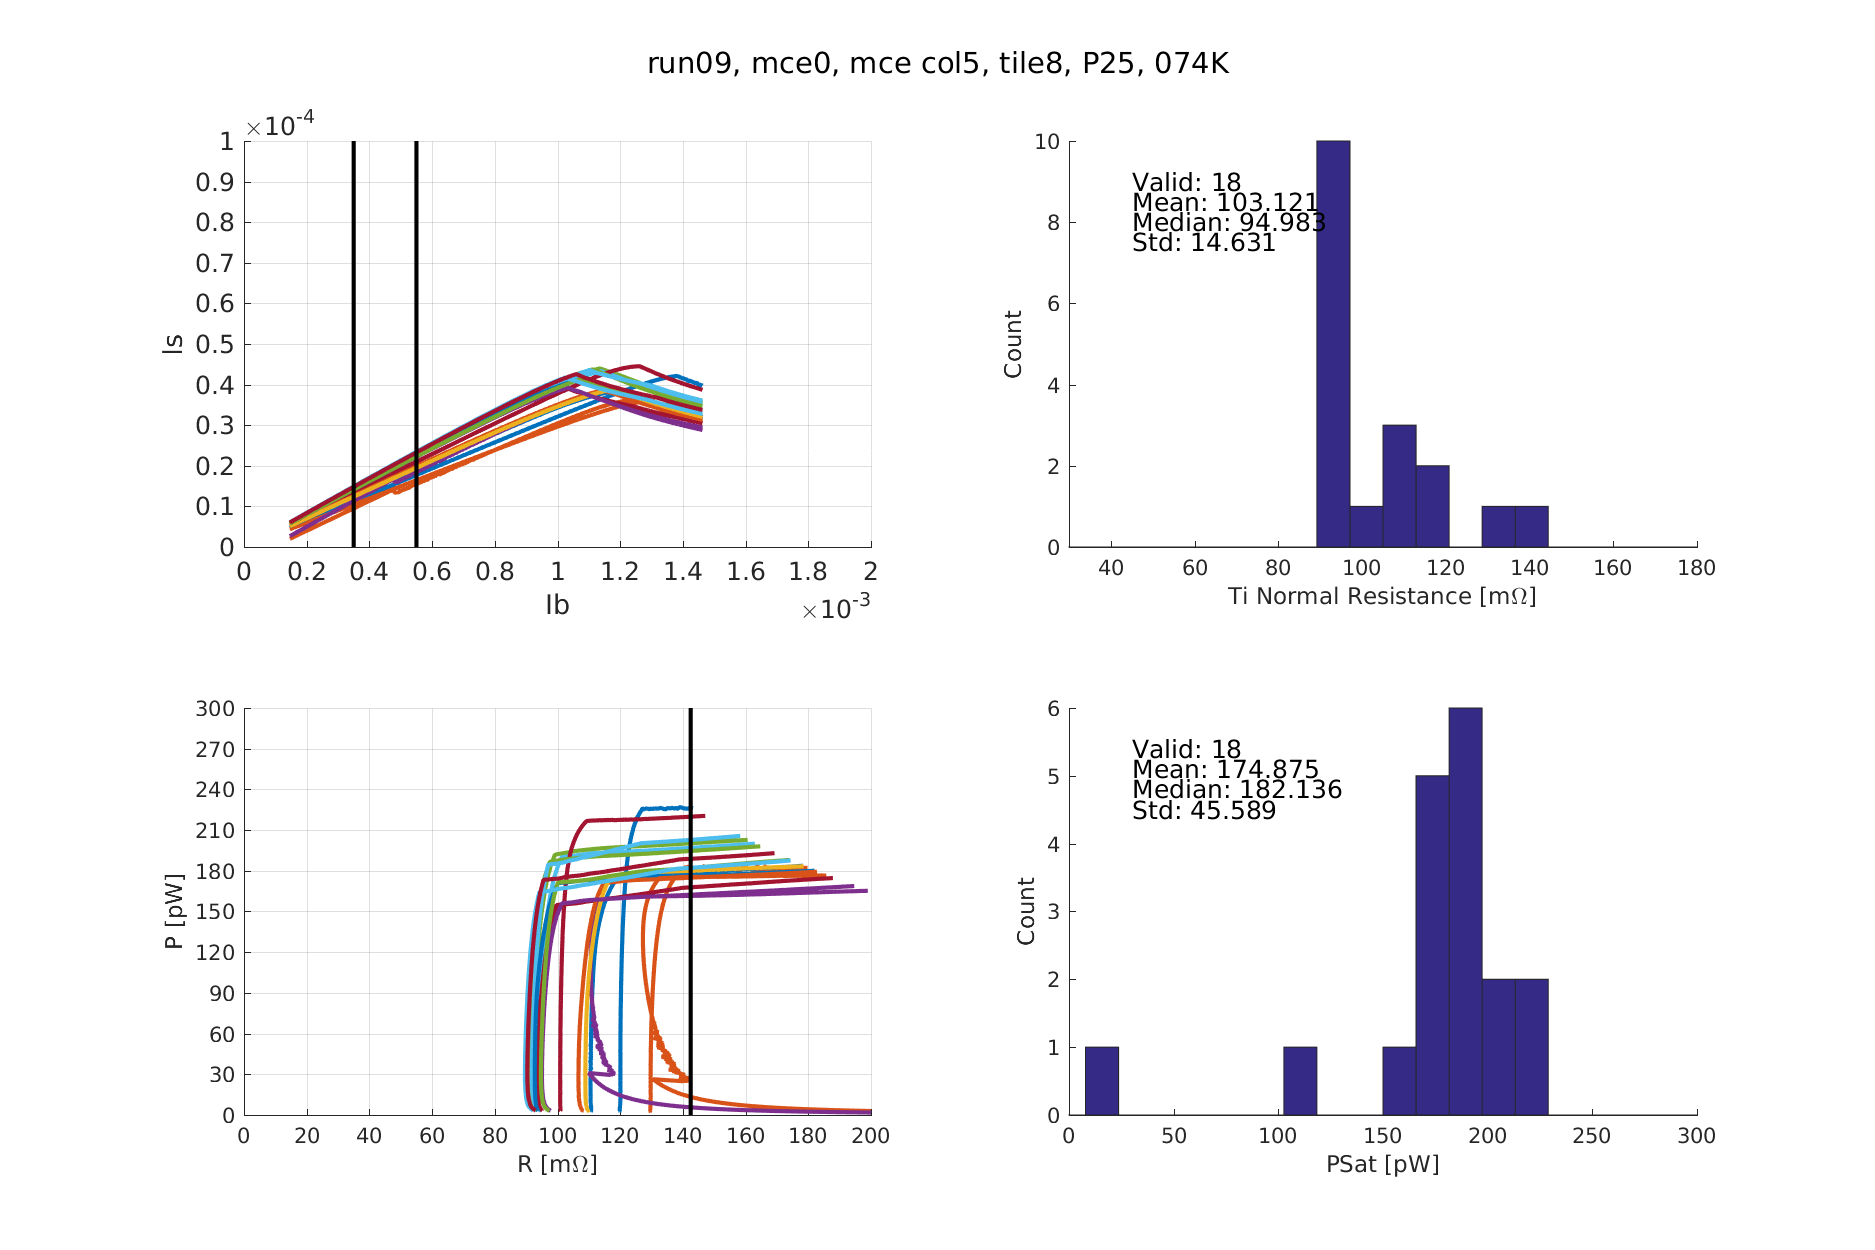 run09, mce0, mce col5, tile8, P25, 074K
×10-4
1
0.9
0.8
0.7
0.6
0.5
0.4
0.3
0.2
0.1
0
Is
0 0.2 0.4 0.6 0.8 1 1.2 1.4 1.6 1.8 2
Ib
×10-3
10
8
6
4
2
0
Count
Valid: 18
Mean: 103.121
Median: 94.983
Std: 14.631
40 60 80 100 120 140 160 180
Ti Normal Resistance [mΩ]
300
270
240
210
180
150
120
90
60
30
0
P [pW]
0 20 40 60 80 100 120 140 160 180 200
R [mΩ]
6
5
4
3
2
1
0
Count
Valid: 18
Mean: 174.875
Median: 182.136
Std: 45.589
0 50 100 150 200 250 300
PSat [pW]